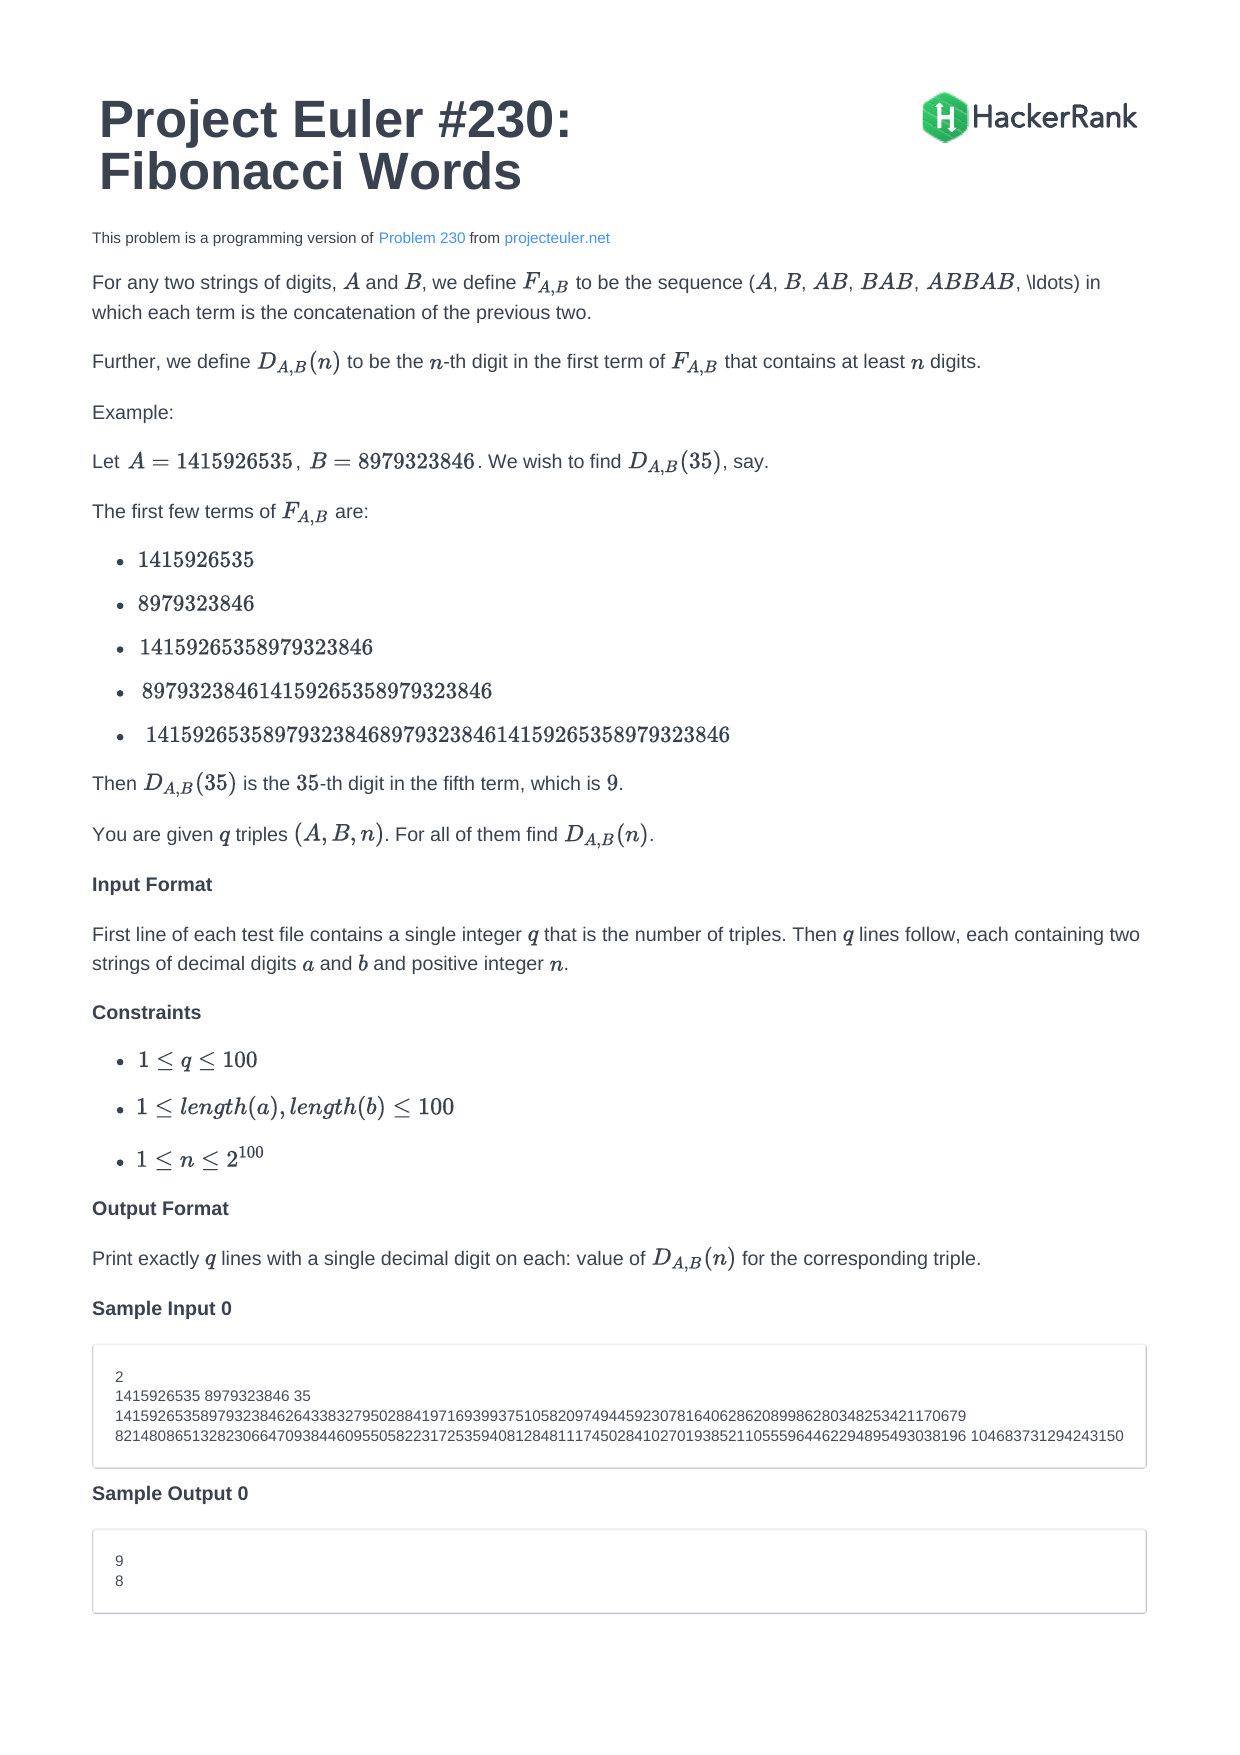 Project Euler #230:
Fibonacci Words
HackerRank
This problem is a programming version of Problem 230 from projecteuler.net
For any two strings of digits, A and B, we define F_{A,B} to be the sequence (A, B, AB, BAB, ABBAB, \ldots) in
which each term is the concatenation of the previous two.
Further, we define D_{A,B}(n) to be the n-th digit in the first term of F_{A,B} that contains at least n digits.
Example:
Let A = 1415926535, B = 8979323846. We wish to find D_{A,B}(35), say.
The first few terms of F_{A,B} are:
• 1415926535
• 8979323846
• 14159265358979323846
• 897932384614159265358979323846
• 14159265358979323846897932384614159265358979323846
Then D_{A,B}(35) is the 35-th digit in the fifth term, which is 9.
You are given q triples (A, B, n). For all of them find D_{A,B}(n).
Input Format
First line of each test file contains a single integer q that is the number of triples. Then q lines follow, each containing two
strings of decimal digits a and b and positive integer n.
Constraints
• 1 ≤ q ≤ 100
• 1 ≤ length(a), length(b) ≤ 100
• 1 ≤ n ≤ 2^{100}
Output Format
Print exactly q lines with a single decimal digit on each: value of D_{A,B}(n) for the corresponding triple.
Sample Input 0
2
1415926535 8979323846 35
1415926535897932384626433832795028841971693993751058209749445923078164062862089986280348253421170679
8214808651328230664709384460955058223172535940812848111745028410270193852110555964462294895493038196 104683731294243150
Sample Output 0
9
8